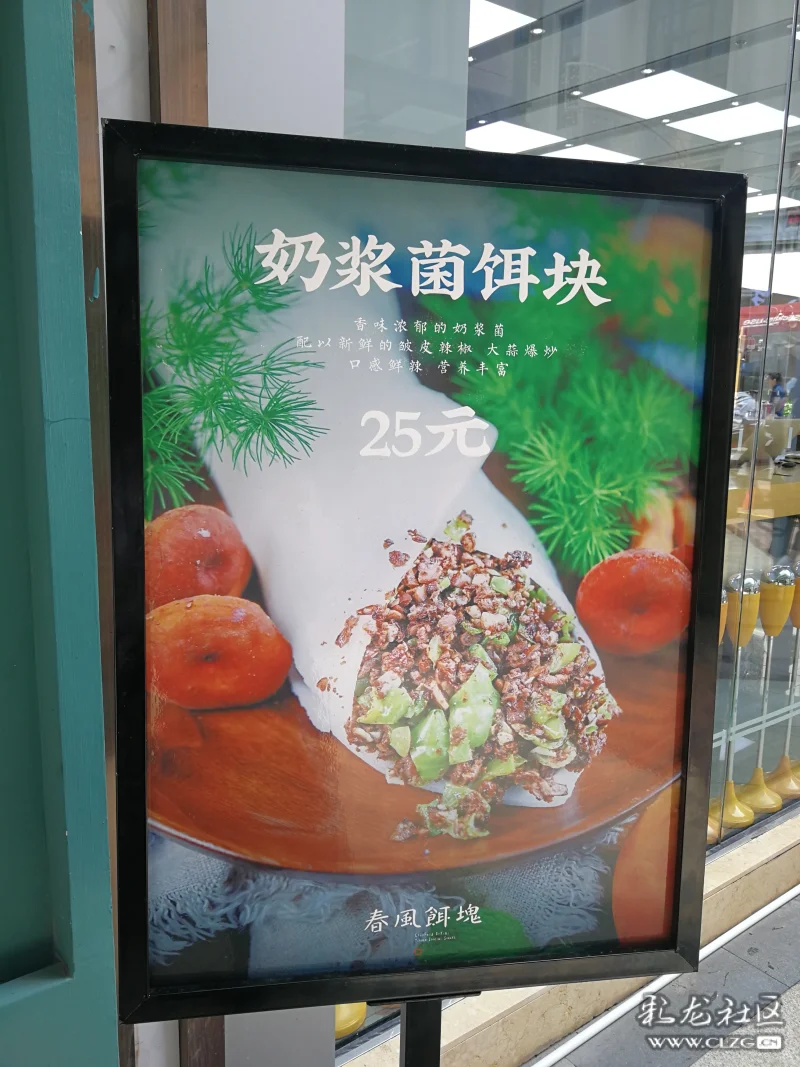 奶浆菌饵块
香味浓郁的奶浆菌
配以新鲜的皱皮辣椒 大蒜爆炒
口感鲜辣 营养丰富
25元
春風餌塊
彩龙社区
WWW.CLZG.CN